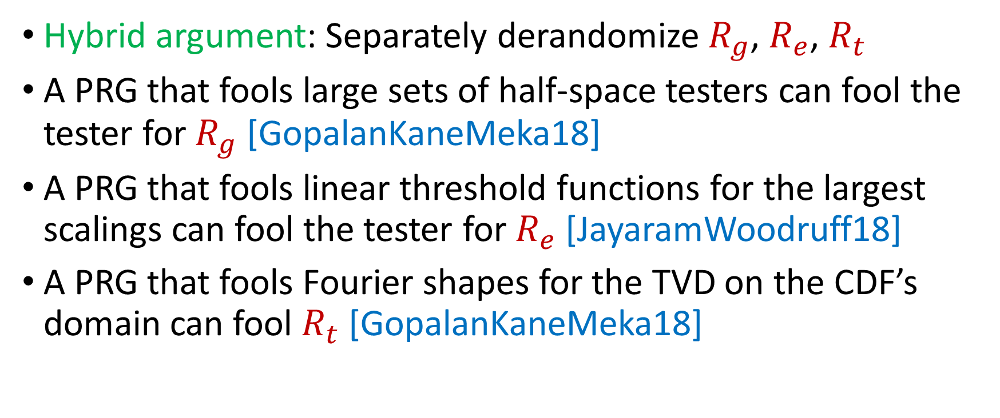 • Hybrid argument: Separately derandomize R_g, R_e, R_t
• A PRG that fools large sets of half-space testers can fool the
tester for R_g [GopalanKaneMeka18]
• A PRG that fools linear threshold functions for the largest
scalings can fool the tester for R_e [JayaramWoodruff18]
• A PRG that fools Fourier shapes for the TVD on the CDF’s
domain can fool R_t [GopalanKaneMeka18]